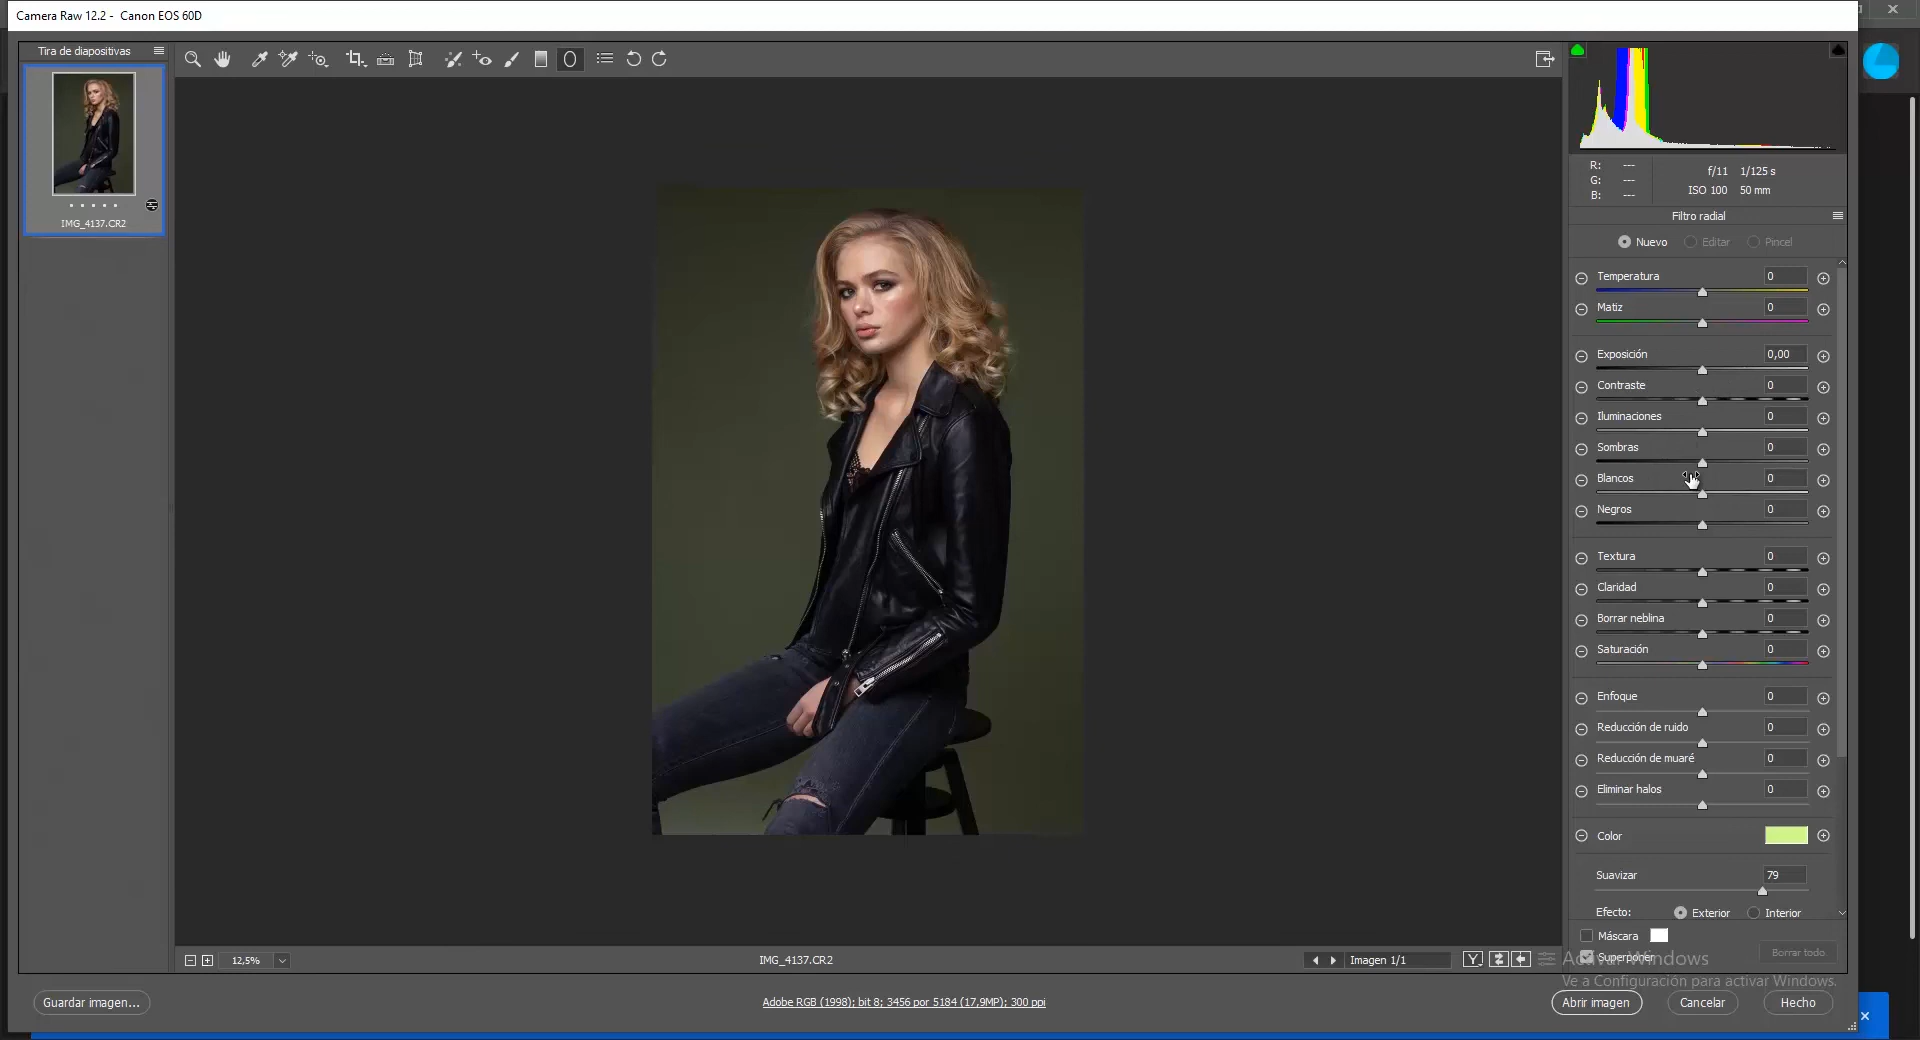 Camera Raw 12.2 - Canon EOS 60D
Tira de diapositivas
IMG_4137.CR2
R: ---
G: ---
B: ---
f/11 1/125 s
ISO 100 50 mm
Filtro radial
Nuevo Editar Pincel
Temperatura 0
Matiz 0
Exposición 0,00
Contraste 0
Iluminaciones 0
Sombras 0
Blancos 0
Negros 0
Textura 0
Claridad 0
Borrar neblina 0
Saturación 0
Enfoque 0
Reducción de ruido 0
Reducción de muaré 0
Eliminar halos 0
Color
Suavizar 79
Efecto: Exterior Interior
Máscara
Superponer
Borrar todo
Activar Windows
Ve a Configuración para activar Windows.
12,5%
IMG_4137.CR2
Imagen 1/1
Y
Guardar imagen...
Adobe RGB (1998); bit 8; 3456 por 5184 (17,9MP); 300 ppi
Abrir imagen
Cancelar
Hecho